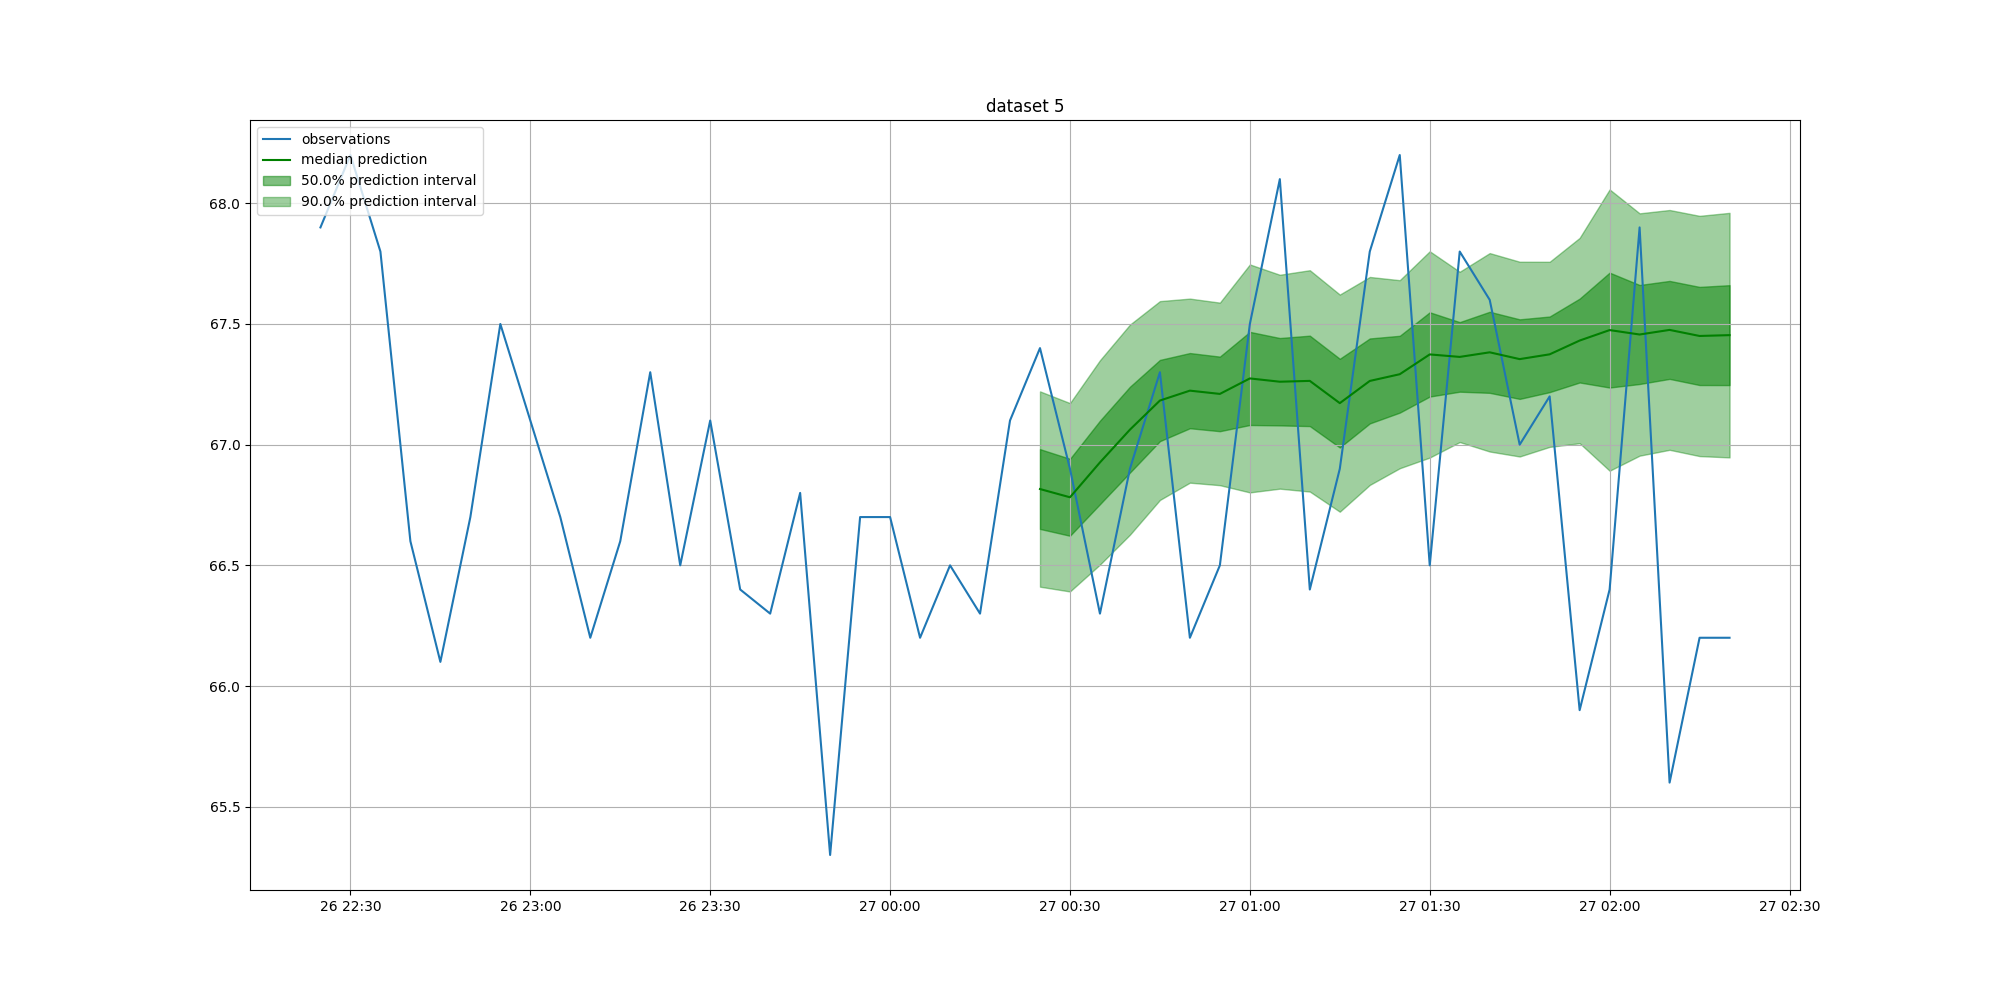 dataset 5
observations
median prediction
50.0% prediction interval
90.0% prediction interval
68.0
67.5
67.0
66.5
66.0
65.5
26 22:30 26 23:00 26 23:30 27 00:00 27 00:30 27 01:00 27 01:30 27 02:00 27 02:30